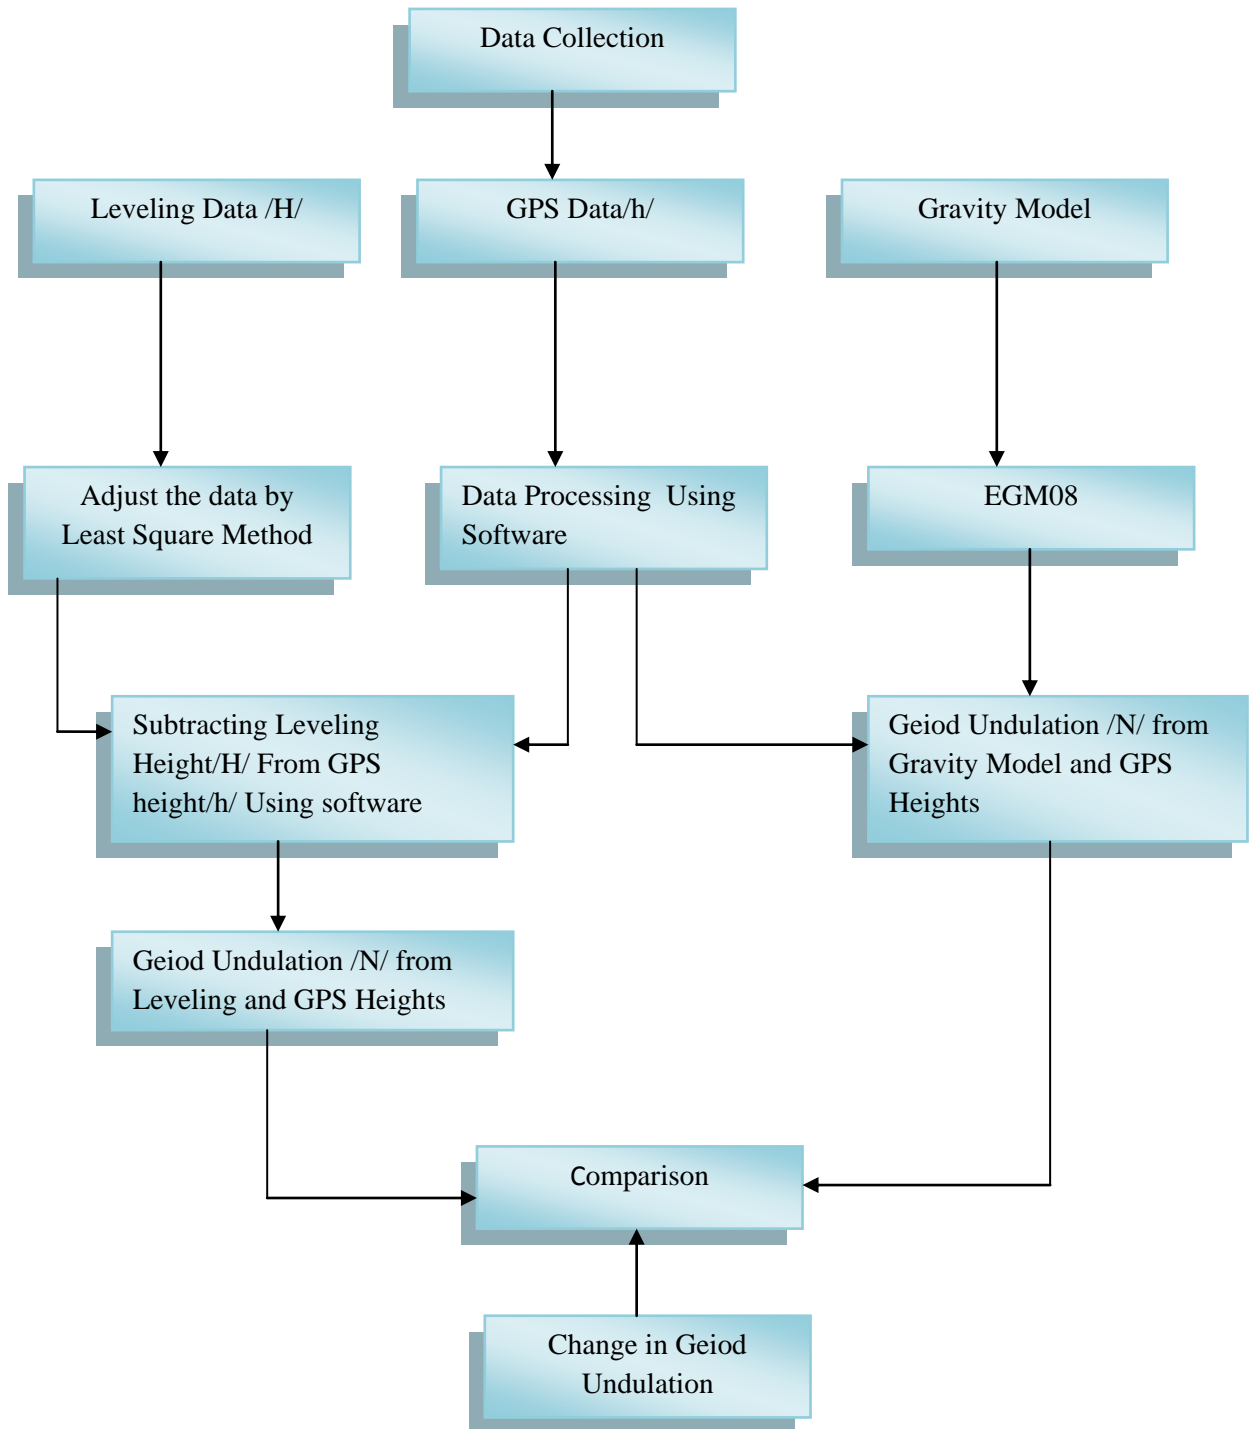 Data Collection
Leveling Data /H/
GPS Data/h/
Gravity Model
Adjust the data by
Least Square Method
Data Processing  Using
Software
EGM08
Subtracting Leveling
Height/H/ From GPS
height/h/ Using software
Geiod Undulation /N/ from
Gravity Model and GPS
Heights
Geiod Undulation /N/ from
Leveling and GPS Heights
Comparison
Change in Geiod
Undulation